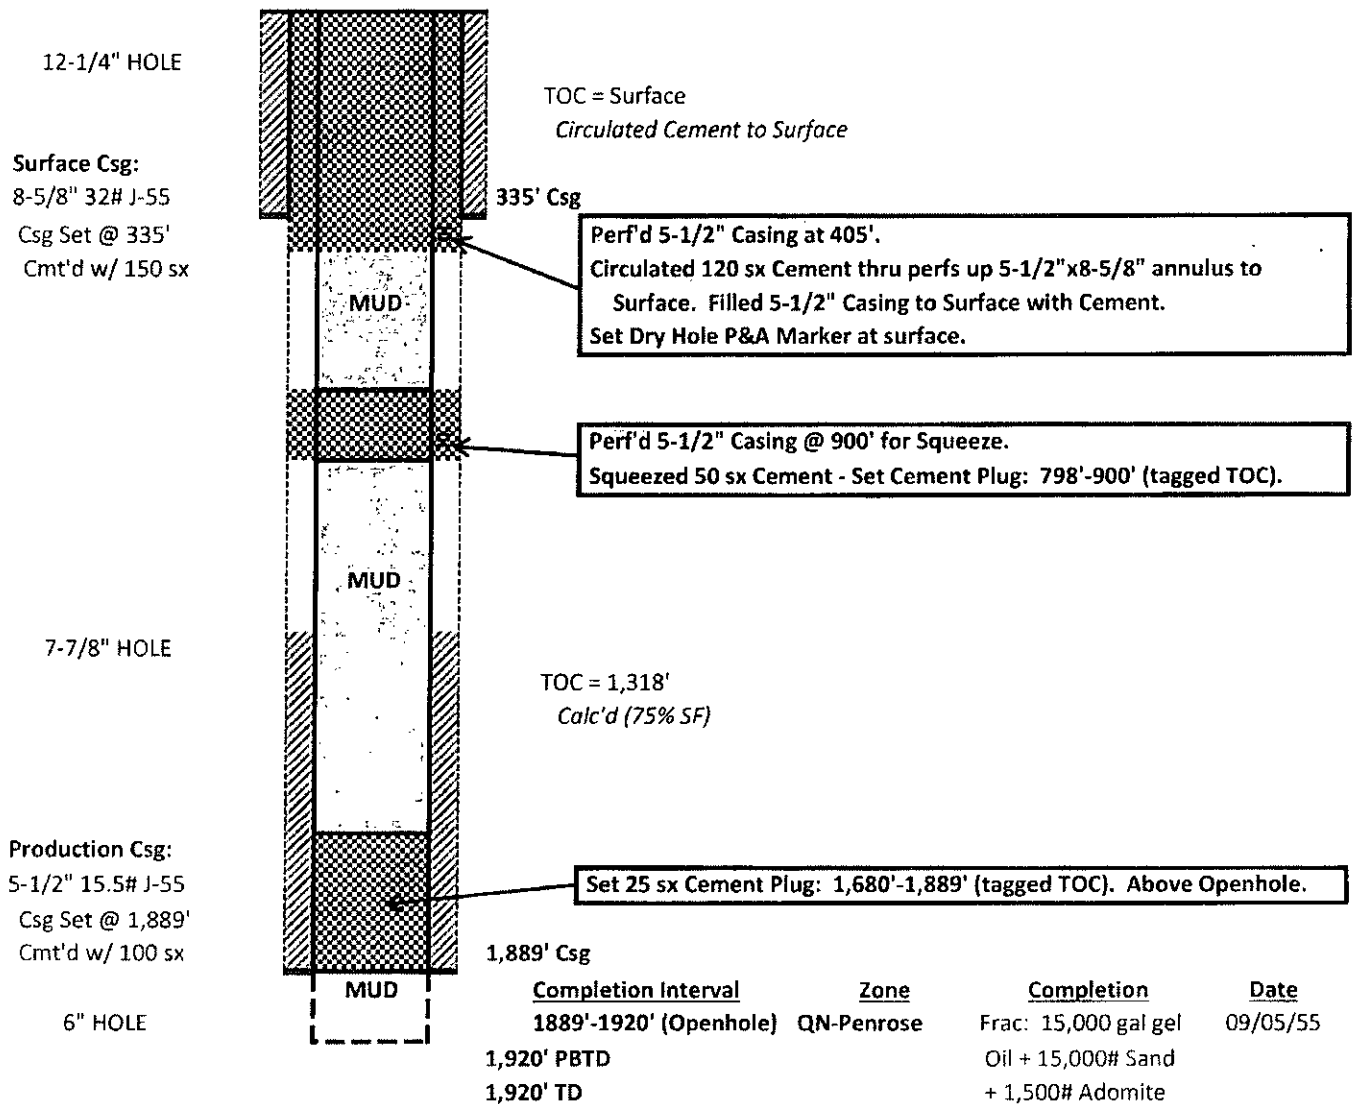 12-1/4" HOLE
TOC = Surface
Circulated Cement to Surface
Surface Csg:
8-5/8" 32# J-55
335' Csg
Csg Set @ 335'
Cmt'd w/ 150 sx
Perf'd 5-1/2" Casing at 405'.
Circulated 120 sx Cement thru perfs up 5-1/2"x8-5/8" annulus to
Surface. Filled 5-1/2" Casing to Surface with Cement.
Set Dry Hole P&A Marker at surface.
MUD
Perf'd 5-1/2" Casing @ 900' for Squeeze.
Squeezed 50 sx Cement - Set Cement Plug: 798'-900' (tagged TOC).
MUD
7-7/8" HOLE
TOC = 1,318'
Calc'd (75% SF)
Production Csg:
5-1/2" 15.5# J-55
Set 25 sx Cement Plug: 1,680'-1,889' (tagged TOC). Above Openhole.
Csg Set @ 1,889'
Cmt'd w/ 100 sx
1,889' Csg
MUD
Completion Interval Zone Completion Date
6" HOLE
1889'-1920' (Openhole) QN-Penrose Frac: 15,000 gal gel 09/05/55
1,920' PBTD Oil + 15,000# Sand
1,920' TD + 1,500# Adomite